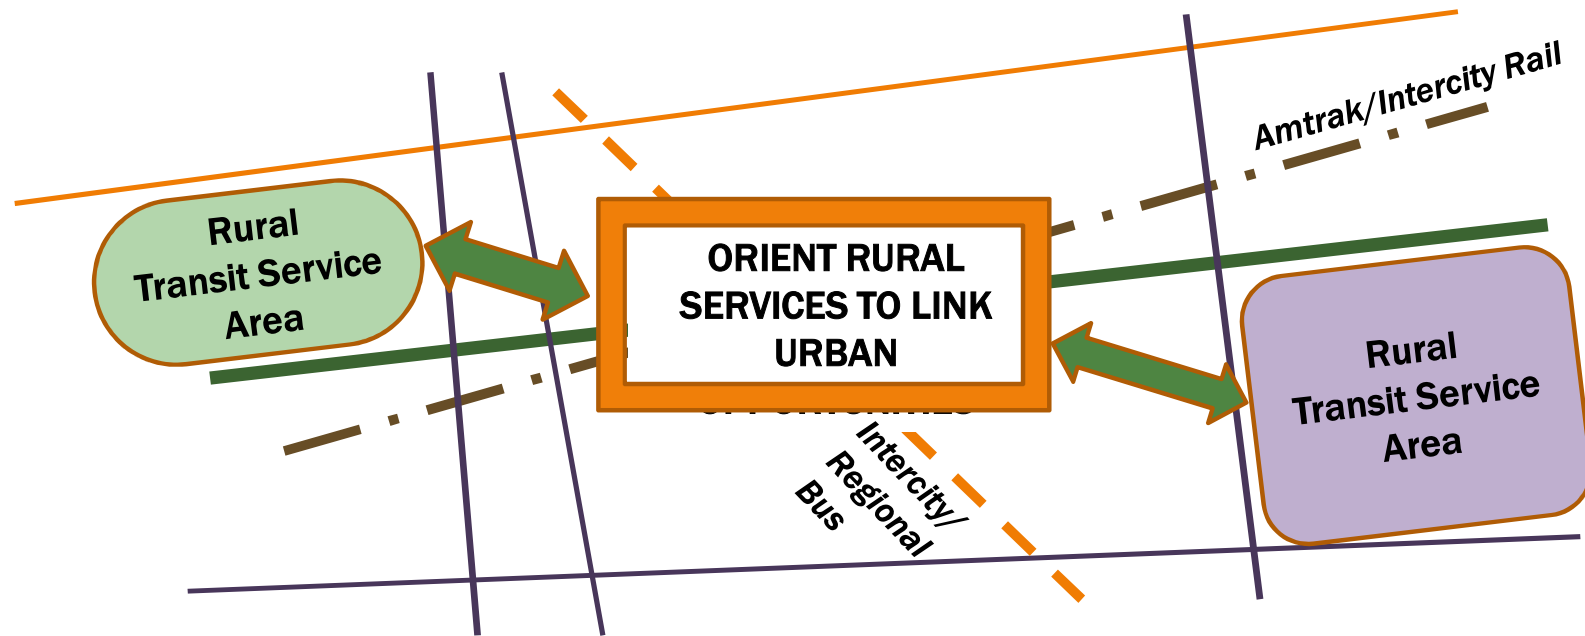 Amtrak/Intercity Rail
Rural
Transit Service
Area
ORIENT RURAL
SERVICES TO LINK
URBAN
Rural
Transit Service
Area
Intercity/
Regional
Bus